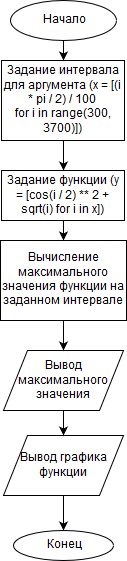 Начало
Задание интервала
для аргумента (x = [(i
* pi / 2) / 100
for i in range(300,
3700)])
Задание функции (y
= [cos(i / 2) ** 2 +
sqrt(i) for i in x])
Вычисление
максимального
значения функции на
заданном интервале
Вывод
максимального
значения
Вывод графика
функции
Конец